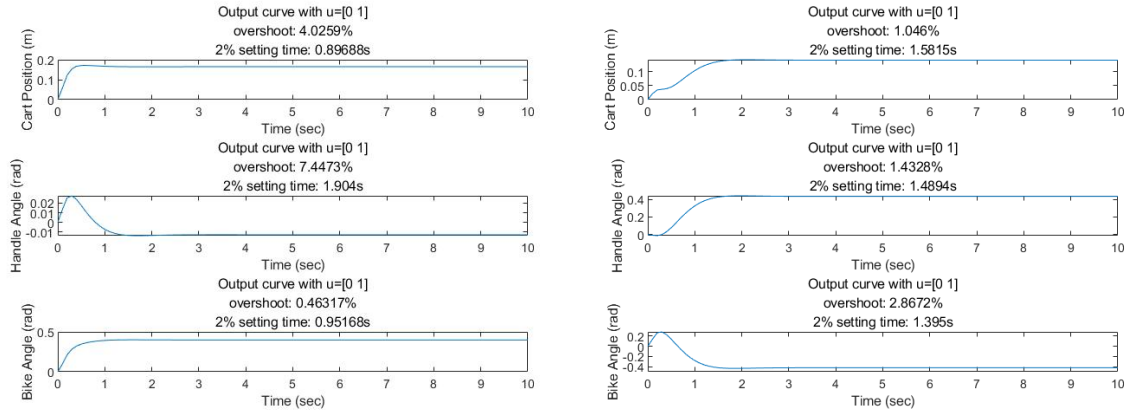 Output curve with u=[0 1]
overshoot: 4.0259%
2% setting time: 0.89688s
Cart Position (m)
0.2
0.1
0
0 1 2 3 4 5 6 7 8 9 10
Time (sec)
Output curve with u=[0 1]
overshoot: 7.4473%
2% setting time: 1.904s
Handle Angle (rad)
0.02
0.01
0
-0.01
0 1 2 3 4 5 6 7 8 9 10
Time (sec)
Output curve with u=[0 1]
overshoot: 0.46317%
2% setting time: 0.95168s
Bike Angle (rad)
0.5
0
0 1 2 3 4 5 6 7 8 9 10
Time (sec)
Output curve with u=[0 1]
overshoot: 1.046%
2% setting time: 1.5815s
Cart Position (m)
0.1
0.05
0
0 1 2 3 4 5 6 7 8 9 10
Time (sec)
Output curve with u=[0 1]
overshoot: 1.4328%
2% setting time: 1.4894s
Handle Angle (rad)
0.4
0.2
0
0 1 2 3 4 5 6 7 8 9 10
Time (sec)
Output curve with u=[0 1]
overshoot: 2.8672%
2% setting time: 1.395s
Bike Angle (rad)
0.2
0
-0.2
-0.4
0 1 2 3 4 5 6 7 8 9 10
Time (sec)